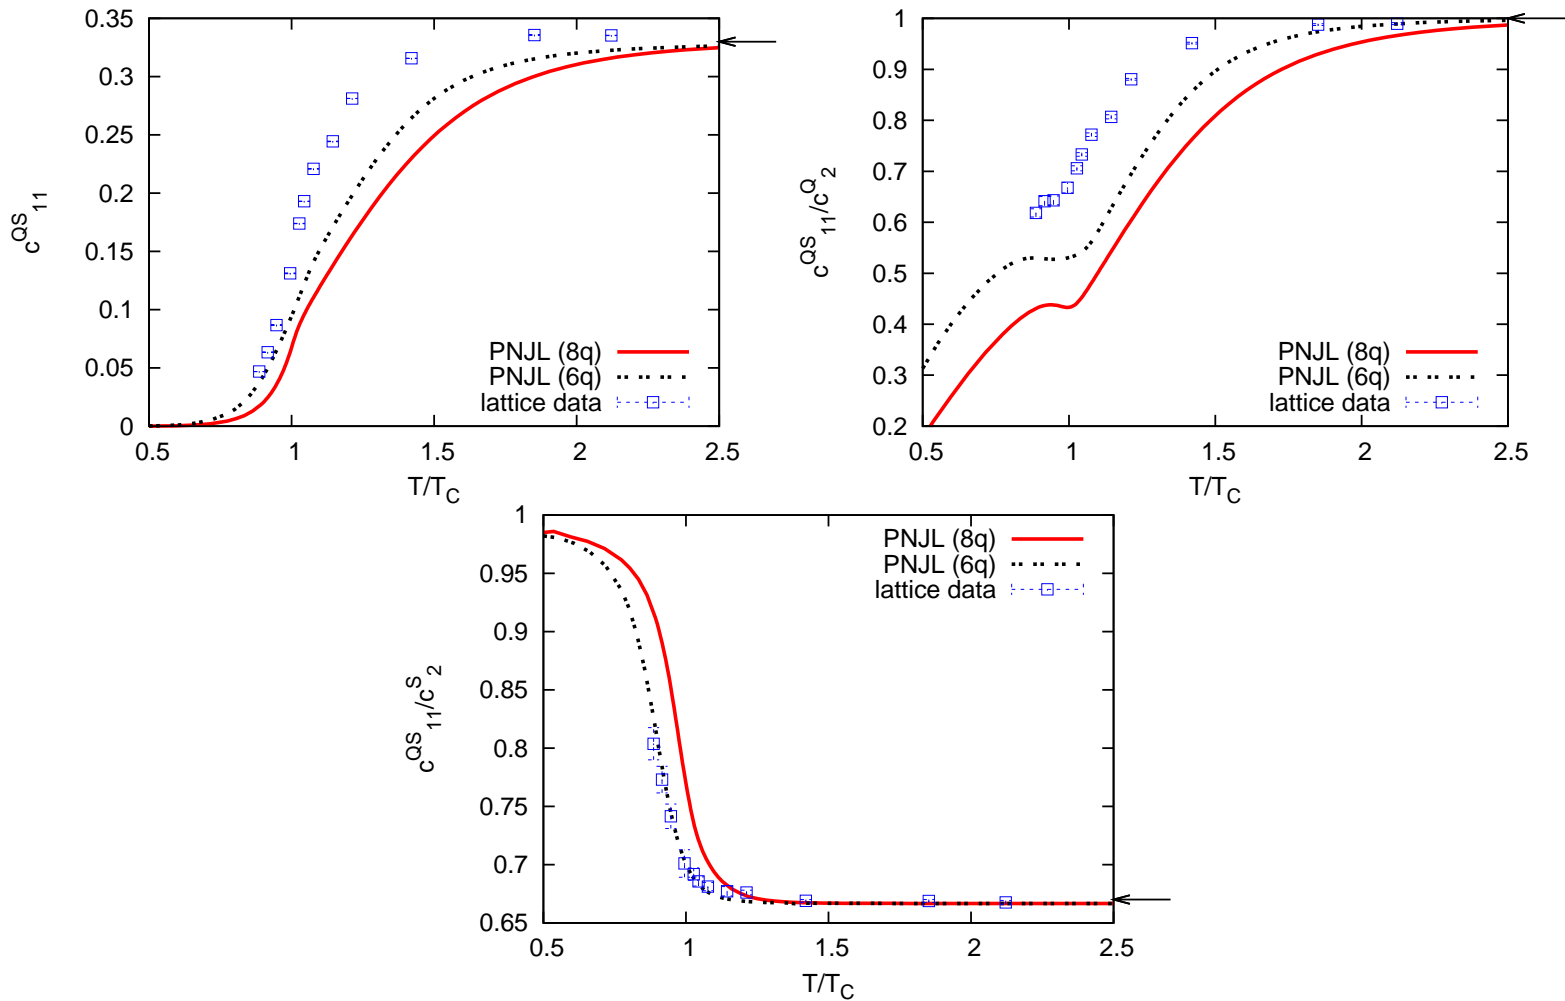 0.35
0.3
0.25
0.2
0.15
0.1
0.05
0
c^QS_11
PNJL (8q)
PNJL (6q)
lattice data
0.5 1 1.5 2 2.5
T/T_C
1
0.9
0.8
0.7
0.6
0.5
0.4
0.3
0.2
c^QS_11/c^Q_2
PNJL (8q)
PNJL (6q)
lattice data
0.5 1 1.5 2 2.5
T/T_C
1
0.95
0.9
0.85
0.8
0.75
0.7
0.65
c^QS_11/c^S_2
PNJL (8q)
PNJL (6q)
lattice data
0.5 1 1.5 2 2.5
T/T_C